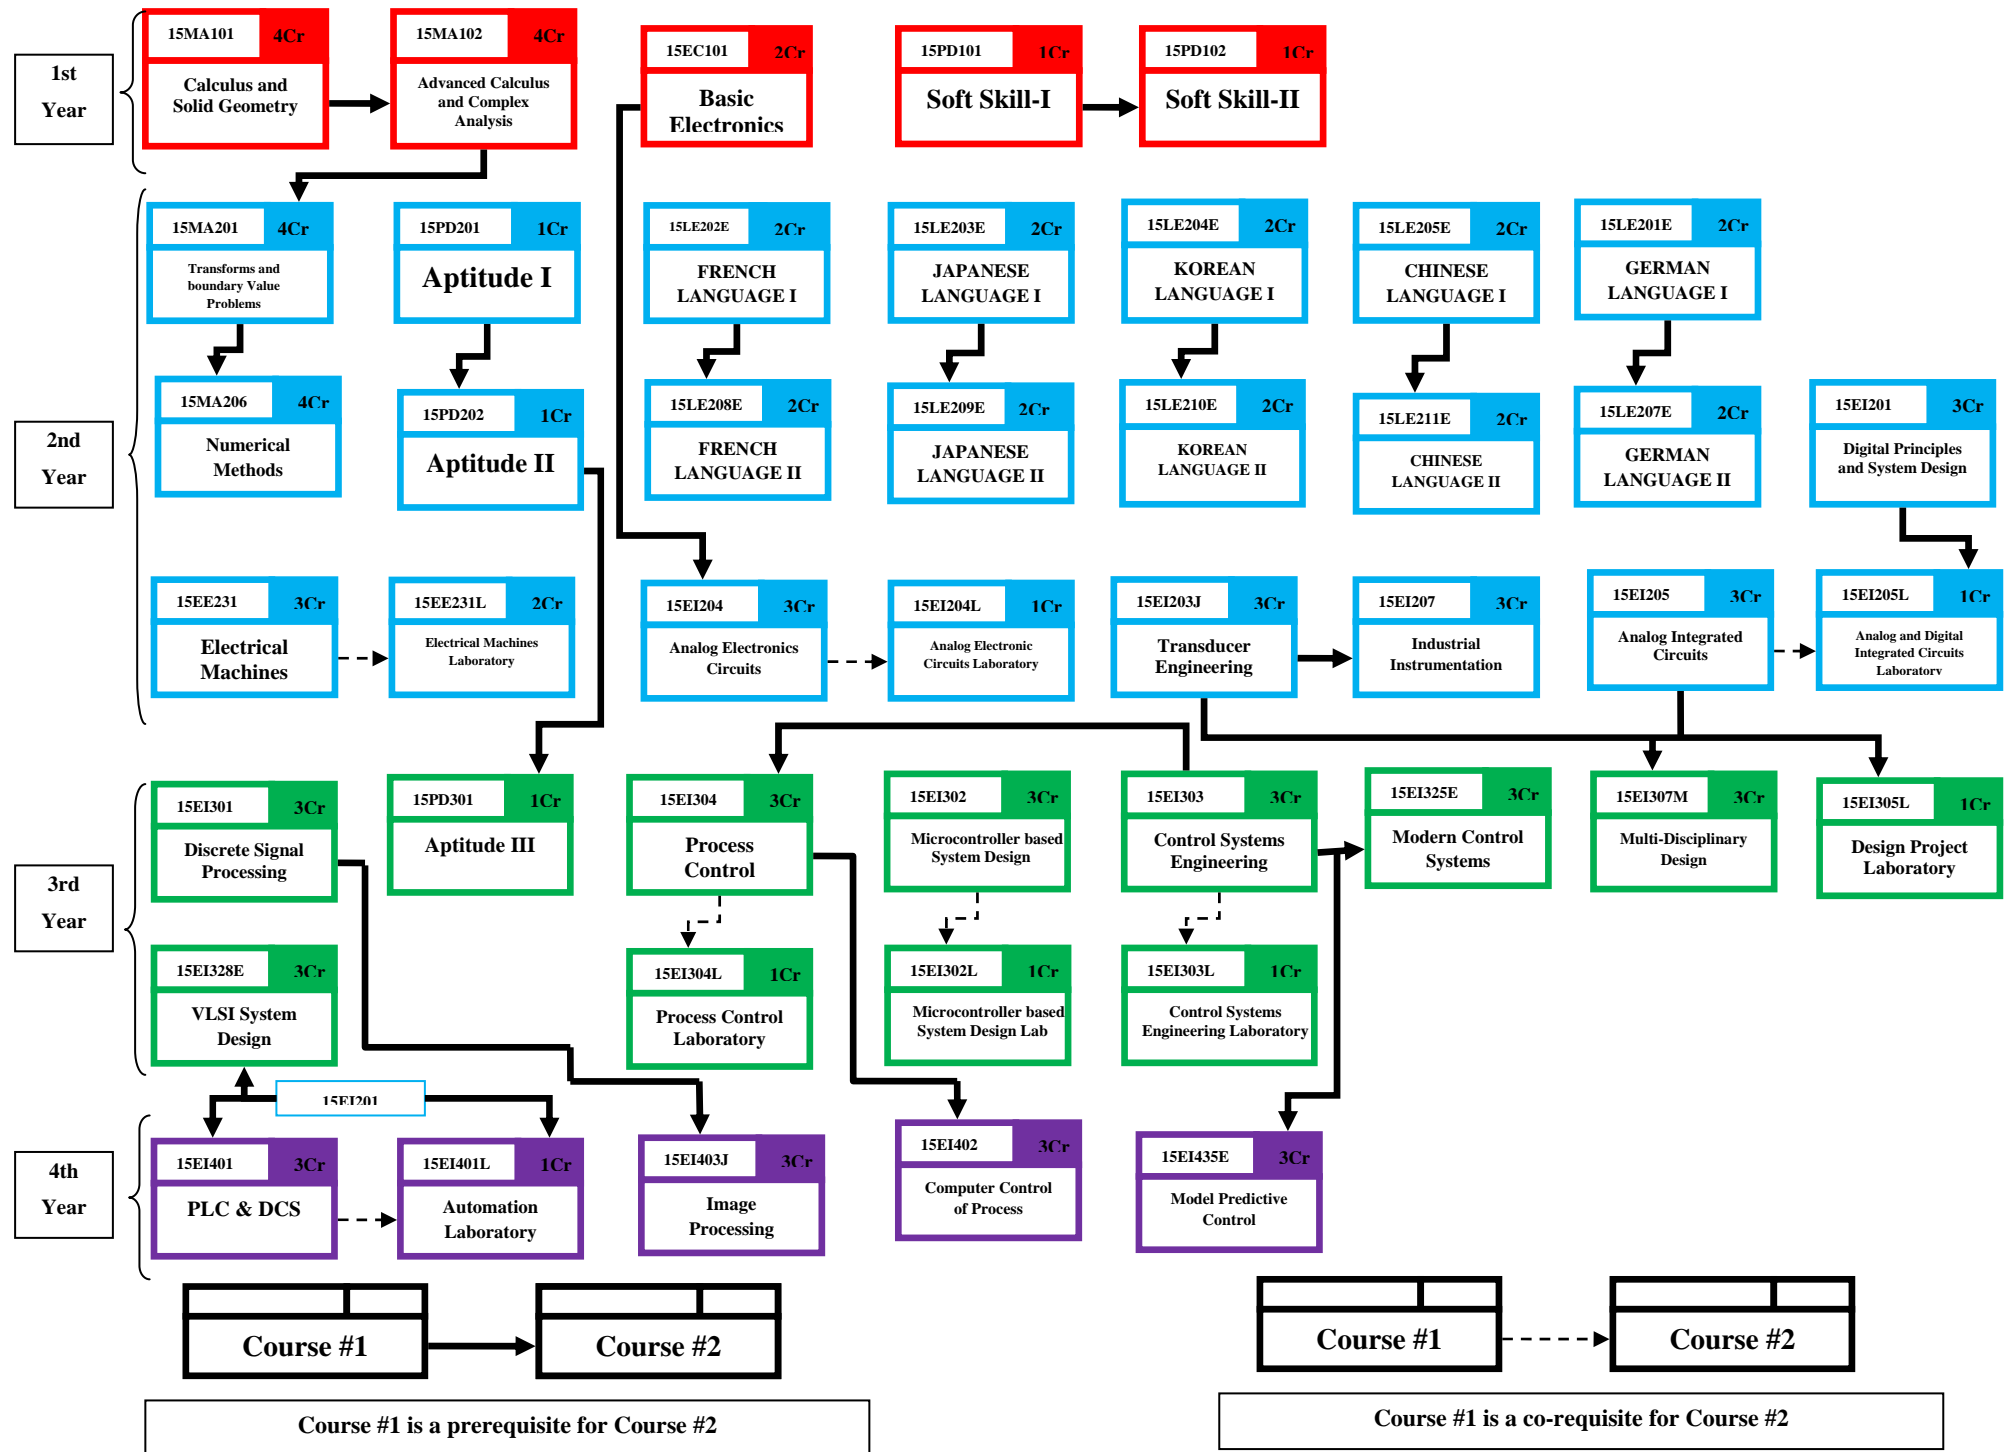 1st
Year
15MA101 4Cr
Calculus and
Solid Geometry
15MA102 4Cr
Advanced Calculus
and Complex
Analysis
15EC101 2Cr
Basic
Electronics
15PD101 1Cr
Soft Skill-I
15PD102 1Cr
Soft Skill-II
2nd
Year
15MA201 4Cr
Transforms and
boundary Value
Problems
15PD201 1Cr
Aptitude I
15LE202E 2Cr
FRENCH
LANGUAGE I
15LE203E 2Cr
JAPANESE
LANGUAGE I
15LE204E 2Cr
KOREAN
LANGUAGE I
15LE205E 2Cr
CHINESE
LANGUAGE I
15LE201E 2Cr
GERMAN
LANGUAGE I
15MA206 4Cr
Numerical
Methods
15PD202 1Cr
Aptitude II
15LE208E 2Cr
FRENCH
LANGUAGE II
15LE209E 2Cr
JAPANESE
LANGUAGE II
15LE210E 2Cr
KOREAN
LANGUAGE II
15LE211E 2Cr
CHINESE
LANGUAGE II
15LE207E 2Cr
GERMAN
LANGUAGE II
15EI201 3Cr
Digital Principles
and System Design
15EE231 3Cr
Electrical
Machines
15EE231L 2Cr
Electrical Machines
Laboratory
15EI204 3Cr
Analog Electronics
Circuits
15EI204L 1Cr
Analog Electronic
Circuits Laboratory
15EI203J 3Cr
Transducer
Engineering
15EI207 3Cr
Industrial
Instrumentation
15EI205 3Cr
Analog Integrated
Circuits
15EI205L 1Cr
Analog and Digital
Integrated Circuits
Laboratory
3rd
Year
15EI301 3Cr
Discrete Signal
Processing
15PD301 1Cr
Aptitude III
15EI304 3Cr
Process
Control
15EI302 3Cr
Microcontroller based
System Design
15EI303 3Cr
Control Systems
Engineering
15EI325E 3Cr
Modern Control
Systems
15EI307M 3Cr
Multi-Disciplinary
Design
15EI305L 1Cr
Design Project
Laboratory
15EI328E 3Cr
VLSI System
Design
15EI304L 1Cr
Process Control
Laboratory
15EI302L 1Cr
Microcontroller based
System Design Lab
15EI303L 1Cr
Control Systems
Engineering Laboratory
15EI201
4th
Year
15EI401 3Cr
PLC & DCS
15EI401L 1Cr
Automation
Laboratory
15EI403J 3Cr
Image
Processing
15EI402 3Cr
Computer Control
of Process
15EI435E 3Cr
Model Predictive
Control
Course #1
Course #2
Course #1
Course #2
Course #1 is a prerequisite for Course #2
Course #1 is a co-requisite for Course #2